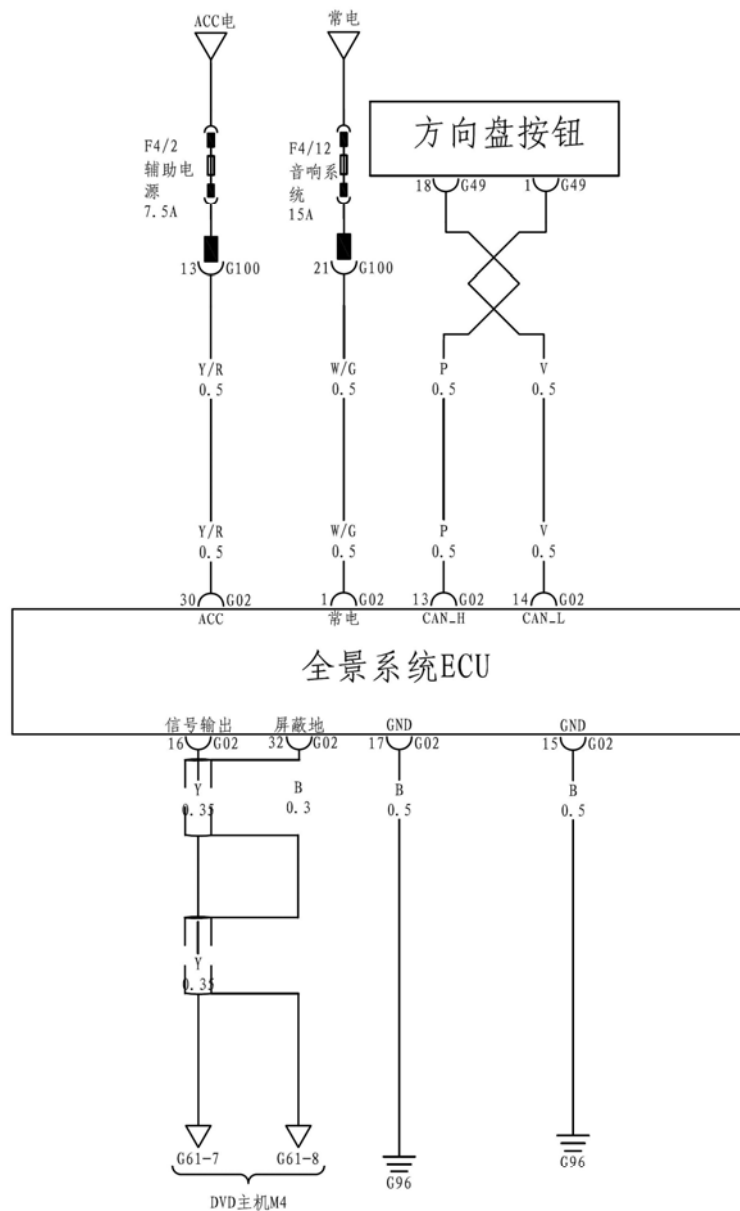 ACC电
常电
F4/2
辅助电
源
7.5A
F4/12
音响系
统
15A
方向盘按钮
18 G49
1 G49
13 G100
21 G100
Y/R
0.5
W/G
0.5
P
0.5
V
0.5
Y/R
0.5
W/G
0.5
P
0.5
V
0.5
30 G02
1 G02
13 G02
14 G02
ACC
常电
CAN_H
CAN_L
全景系统ECU
信号输出
屏蔽地
GND
GND
16 G02
32 G02
17 G02
15 G02
Y
0.35
B
0.3
B
0.5
B
0.5
Y
0.35
G61-7
G61-8
G96
G96
DVD主机M4